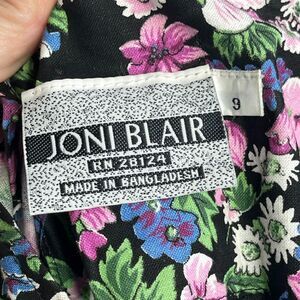 JONI BLAIR
RN 28124
MADE IN BANGLADESH
9